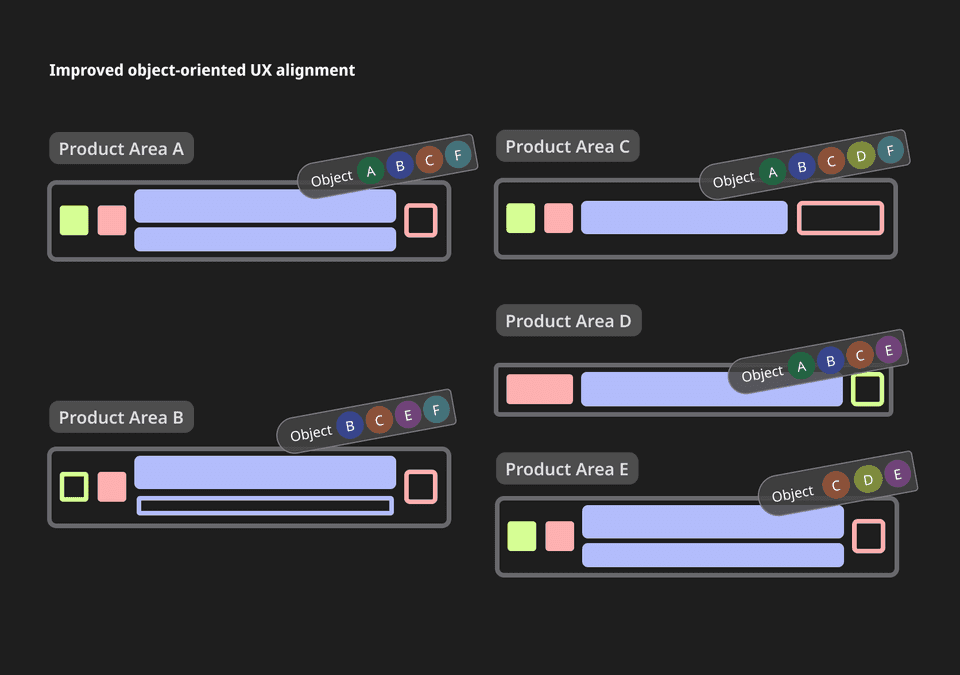 Improved object-oriented UX alignment
Product Area A
Object A B C F
Product Area B
Object B C E F
Product Area C
Object A B C D F
Product Area D
Object A B C E
Product Area E
Object C D E